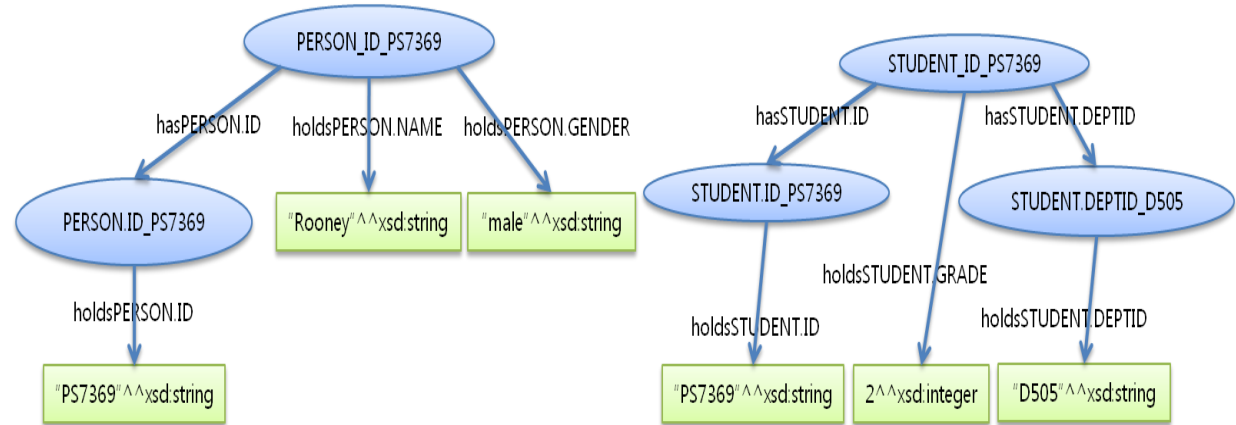 PERSON_ID_PS7369
hasPERSON.ID
holdsPERSON.NAME
holdsPERSON.GENDER
PERSON.ID_PS7369
"Rooney"^^xsd:string
"male"^^xsd:string
holdsPERSON.ID
"PS7369"^^xsd:string
STUDENT_ID_PS7369
hasSTUDENT.ID
hasSTUDENT.DEPTID
STUDENT.ID_PS7369
STUDENT.DEPTID_D505
holdsSTUDENT.GRADE
holdsSTUDENT.ID
holdsSTUDENT.DEPTID
"PS7369"^^xsd:string
2^^xsd:integer
"D505"^^xsd:string